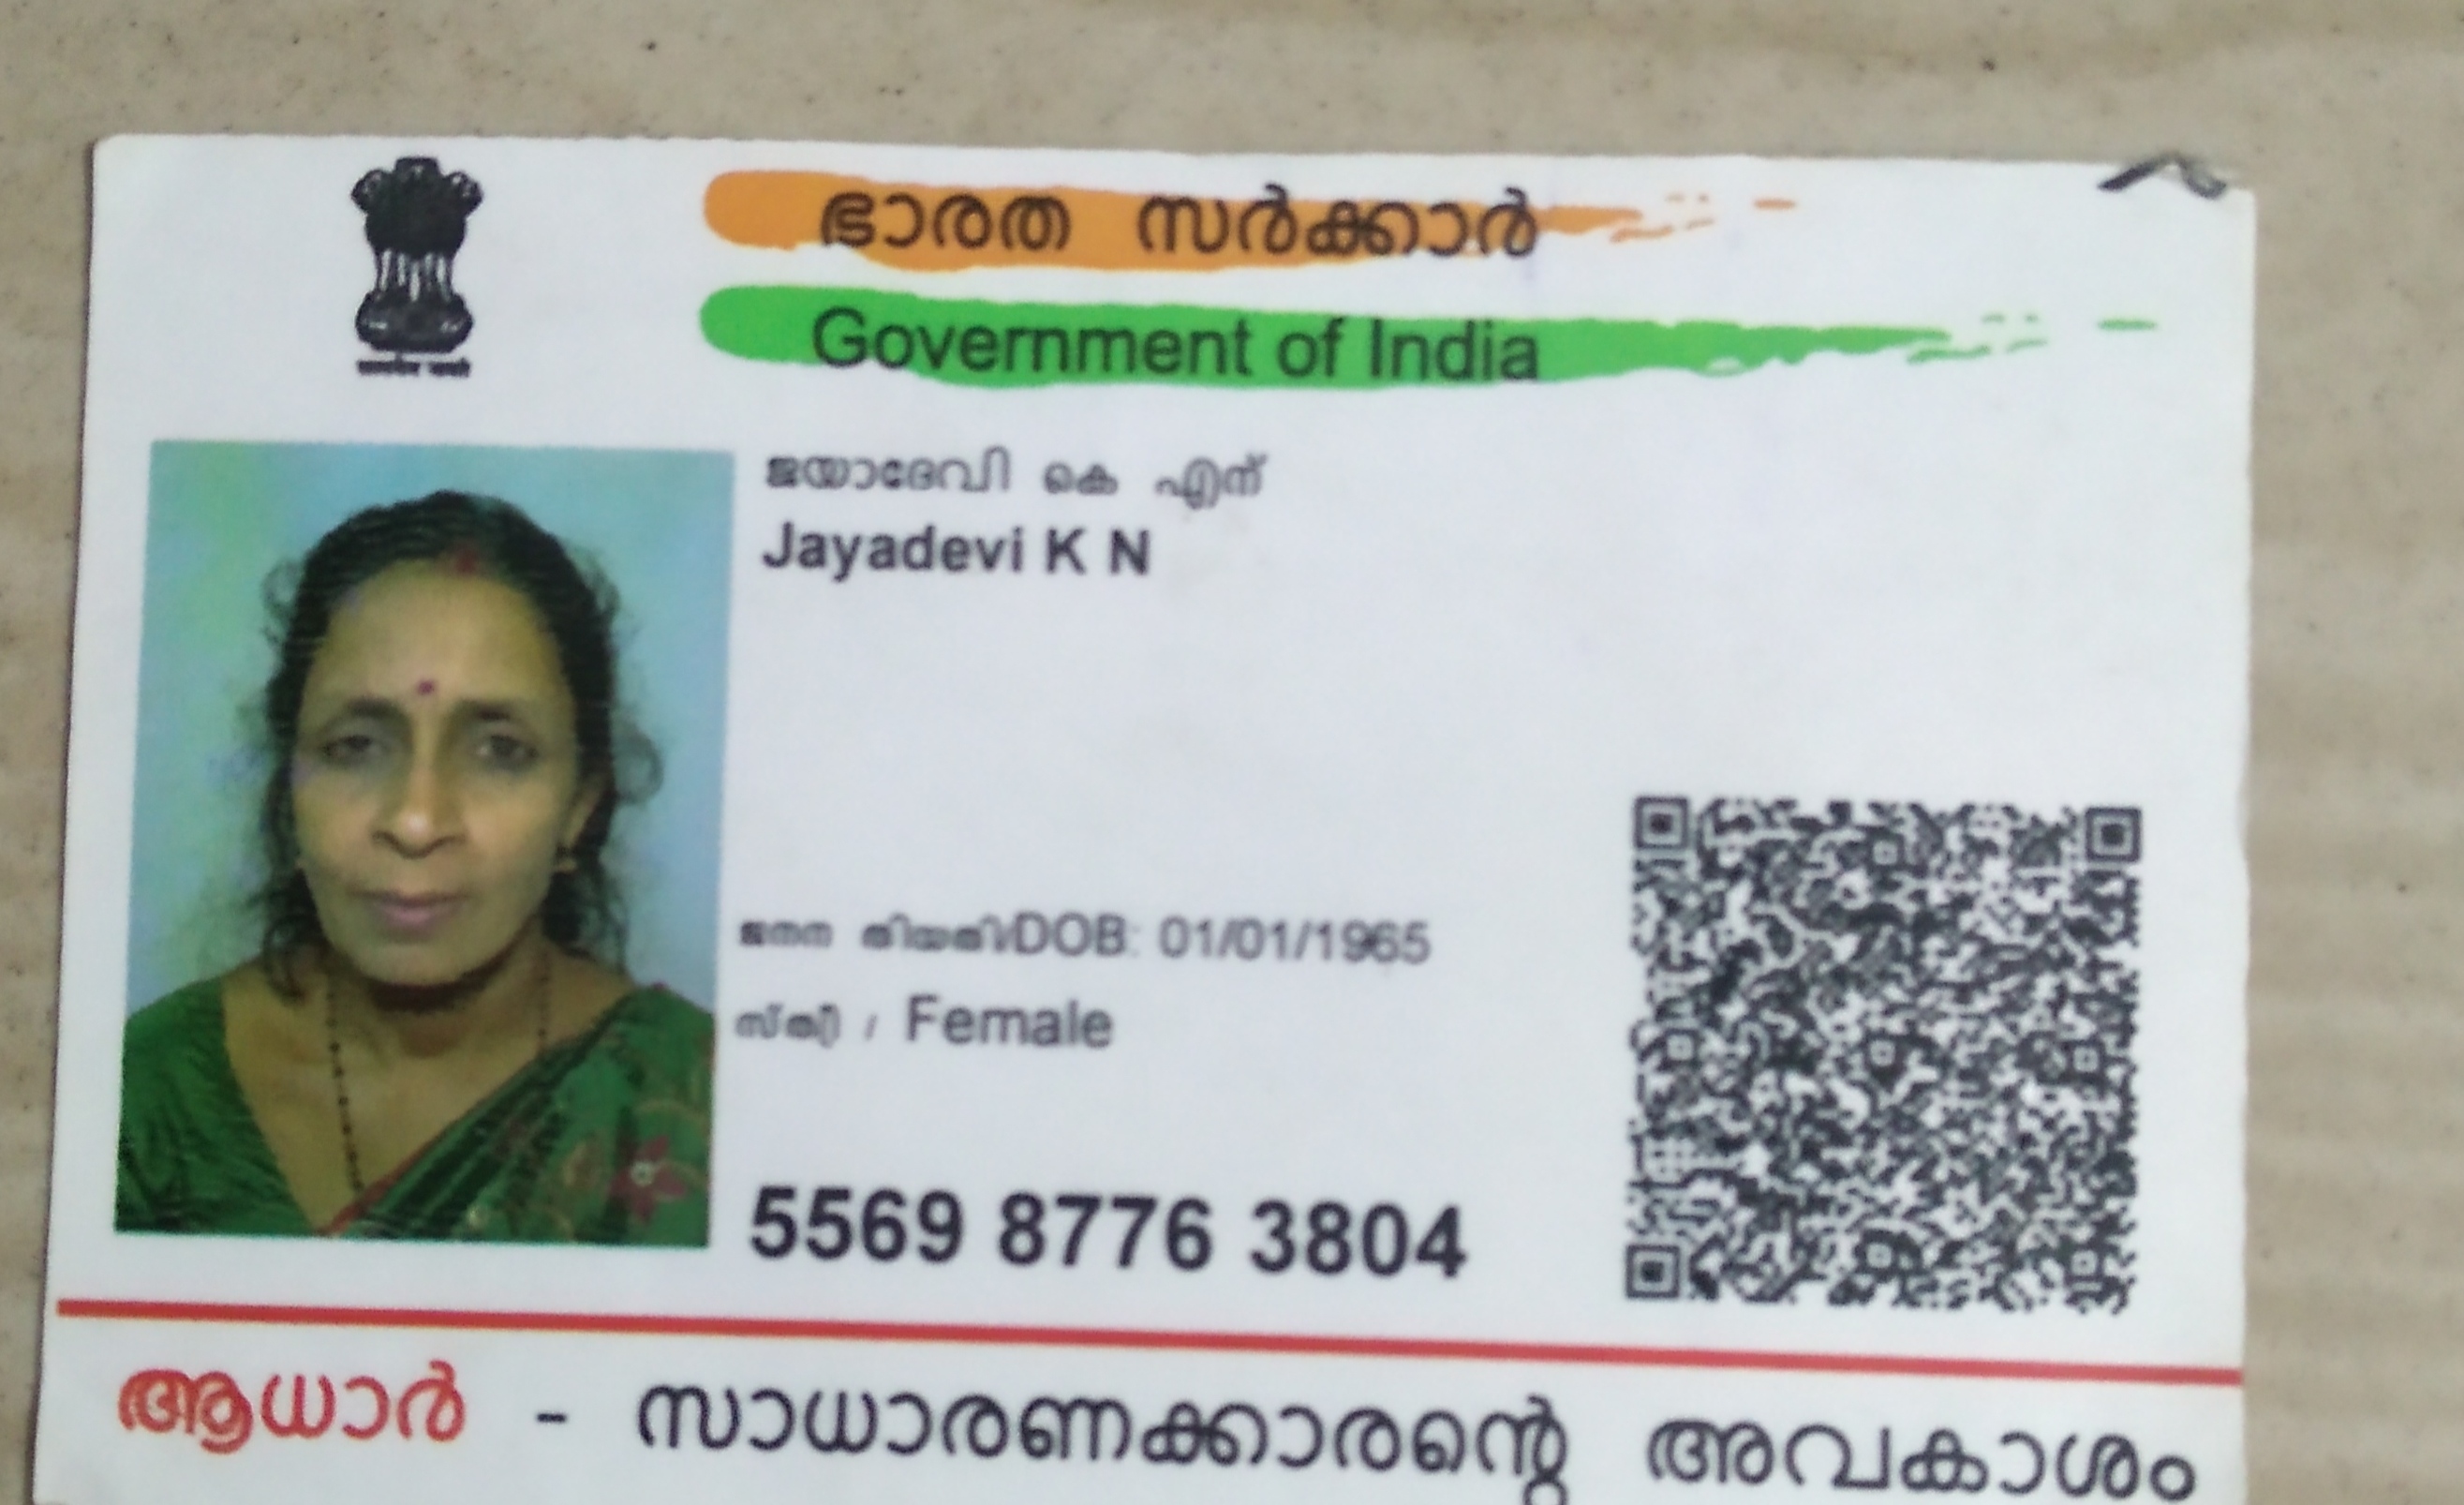 ഭാരത സർക്കാർ
Government of India
ജയാദേവി കെ എന്
Jayadevi K N
ജനന തിയതി/DOB: 01/01/1965
സ്ത്രീ / Female
5569 8776 3804
ആധാർ - സാധാരണക്കാരന്റെ അവകാശം